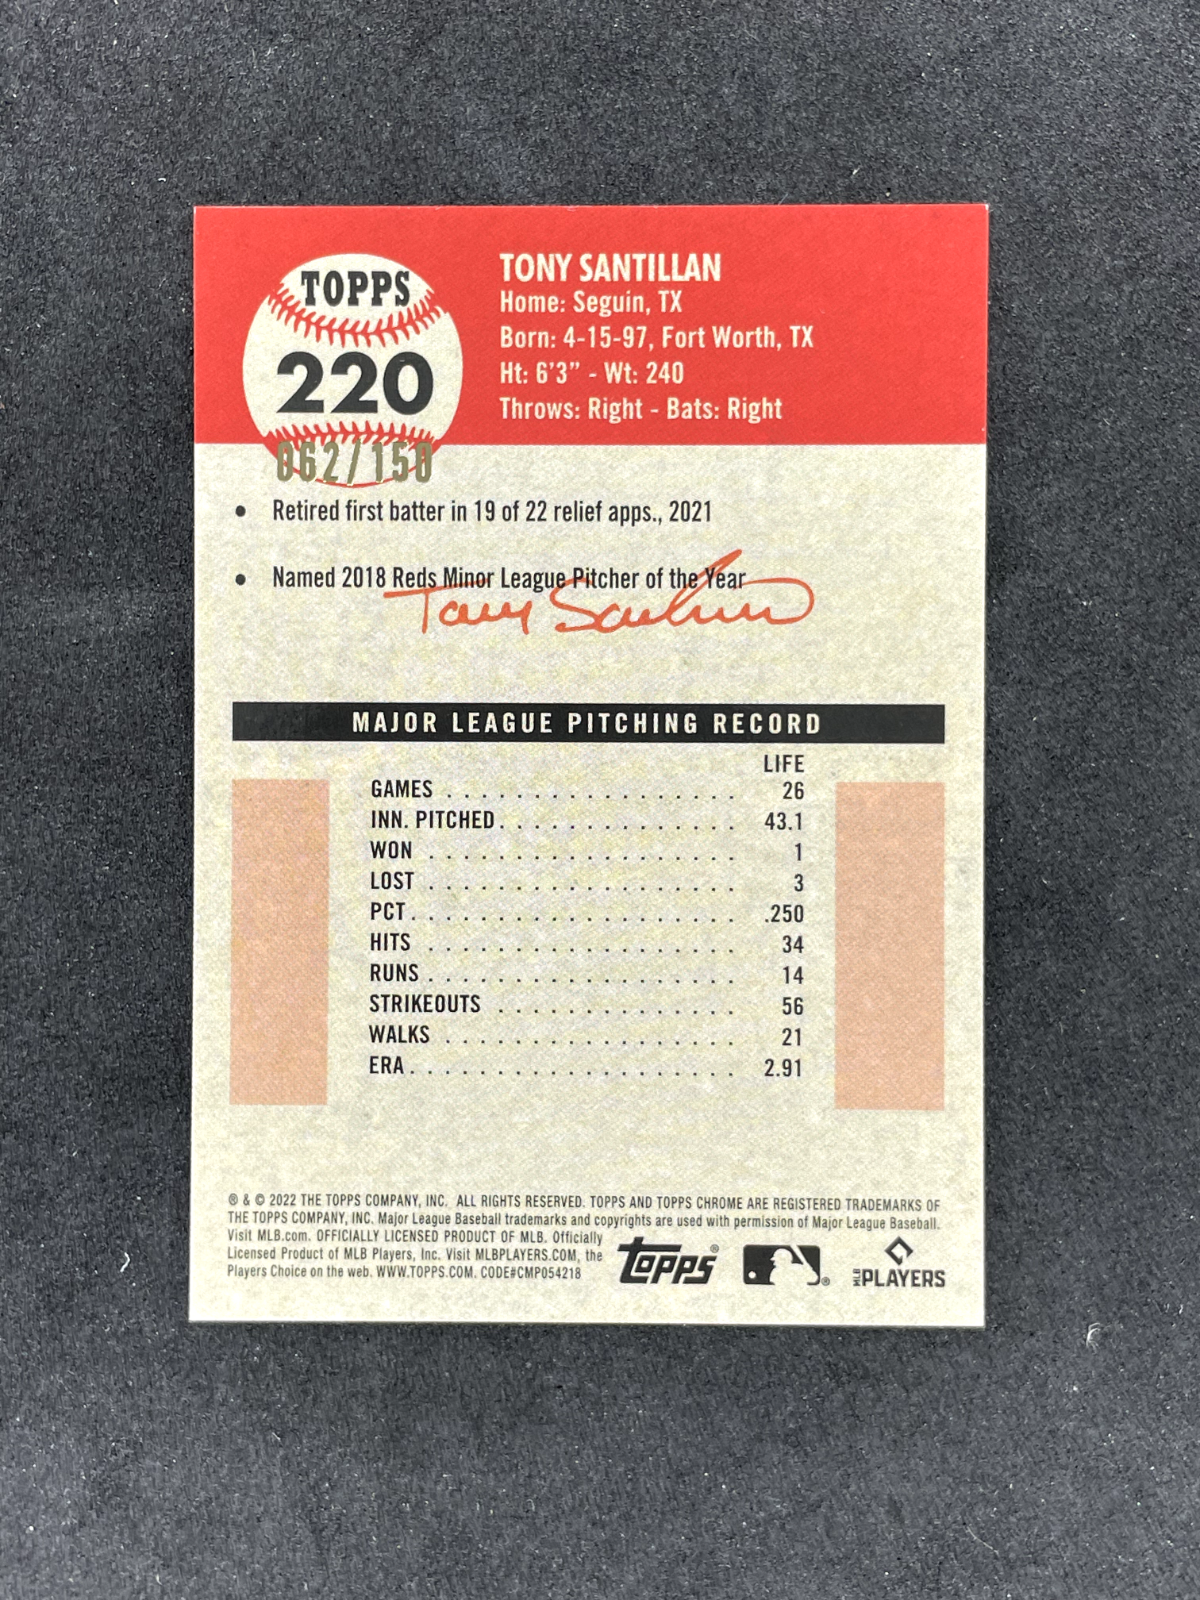 TOPPS
220
062/150
TONY SANTILLAN
Home: Seguin, TX
Born: 4-15-97, Fort Worth, TX
Ht: 6'3" - Wt: 240
Throws: Right - Bats: Right
• Retired first batter in 19 of 22 relief apps., 2021
• Named 2018 Reds Minor League Pitcher of the Year
Tony Santillan
MAJOR LEAGUE PITCHING RECORD
LIFE
GAMES . . . . . . . . . . . . . . . . . . 26
INN. PITCHED. . . . . . . . . . . . . . . 43.1
WON . . . . . . . . . . . . . . . . . . . 1
LOST . . . . . . . . . . . . . . . . . . . 3
PCT. . . . . . . . . . . . . . . . . . . . .250
HITS . . . . . . . . . . . . . . . . . . . 34
RUNS . . . . . . . . . . . . . . . . . . . 14
STRIKEOUTS . . . . . . . . . . . . . . . 56
WALKS . . . . . . . . . . . . . . . . . . 21
ERA. . . . . . . . . . . . . . . . . . . . 2.91
® & © 2022 THE TOPPS COMPANY, INC. ALL RIGHTS RESERVED. TOPPS AND TOPPS CHROME ARE REGISTERED TRADEMARKS OF
THE TOPPS COMPANY, INC. Major League Baseball trademarks and copyrights are used with permission of Major League Baseball.
Visit MLB.com. OFFICIALLY LICENSED PRODUCT OF MLB. Officially
Licensed Product of MLB Players, Inc. Visit MLBPLAYERS.COM, the
Players Choice on the web. WWW.TOPPS.COM. CODE#CMP054218
topps®
®
MLB PLAYERS